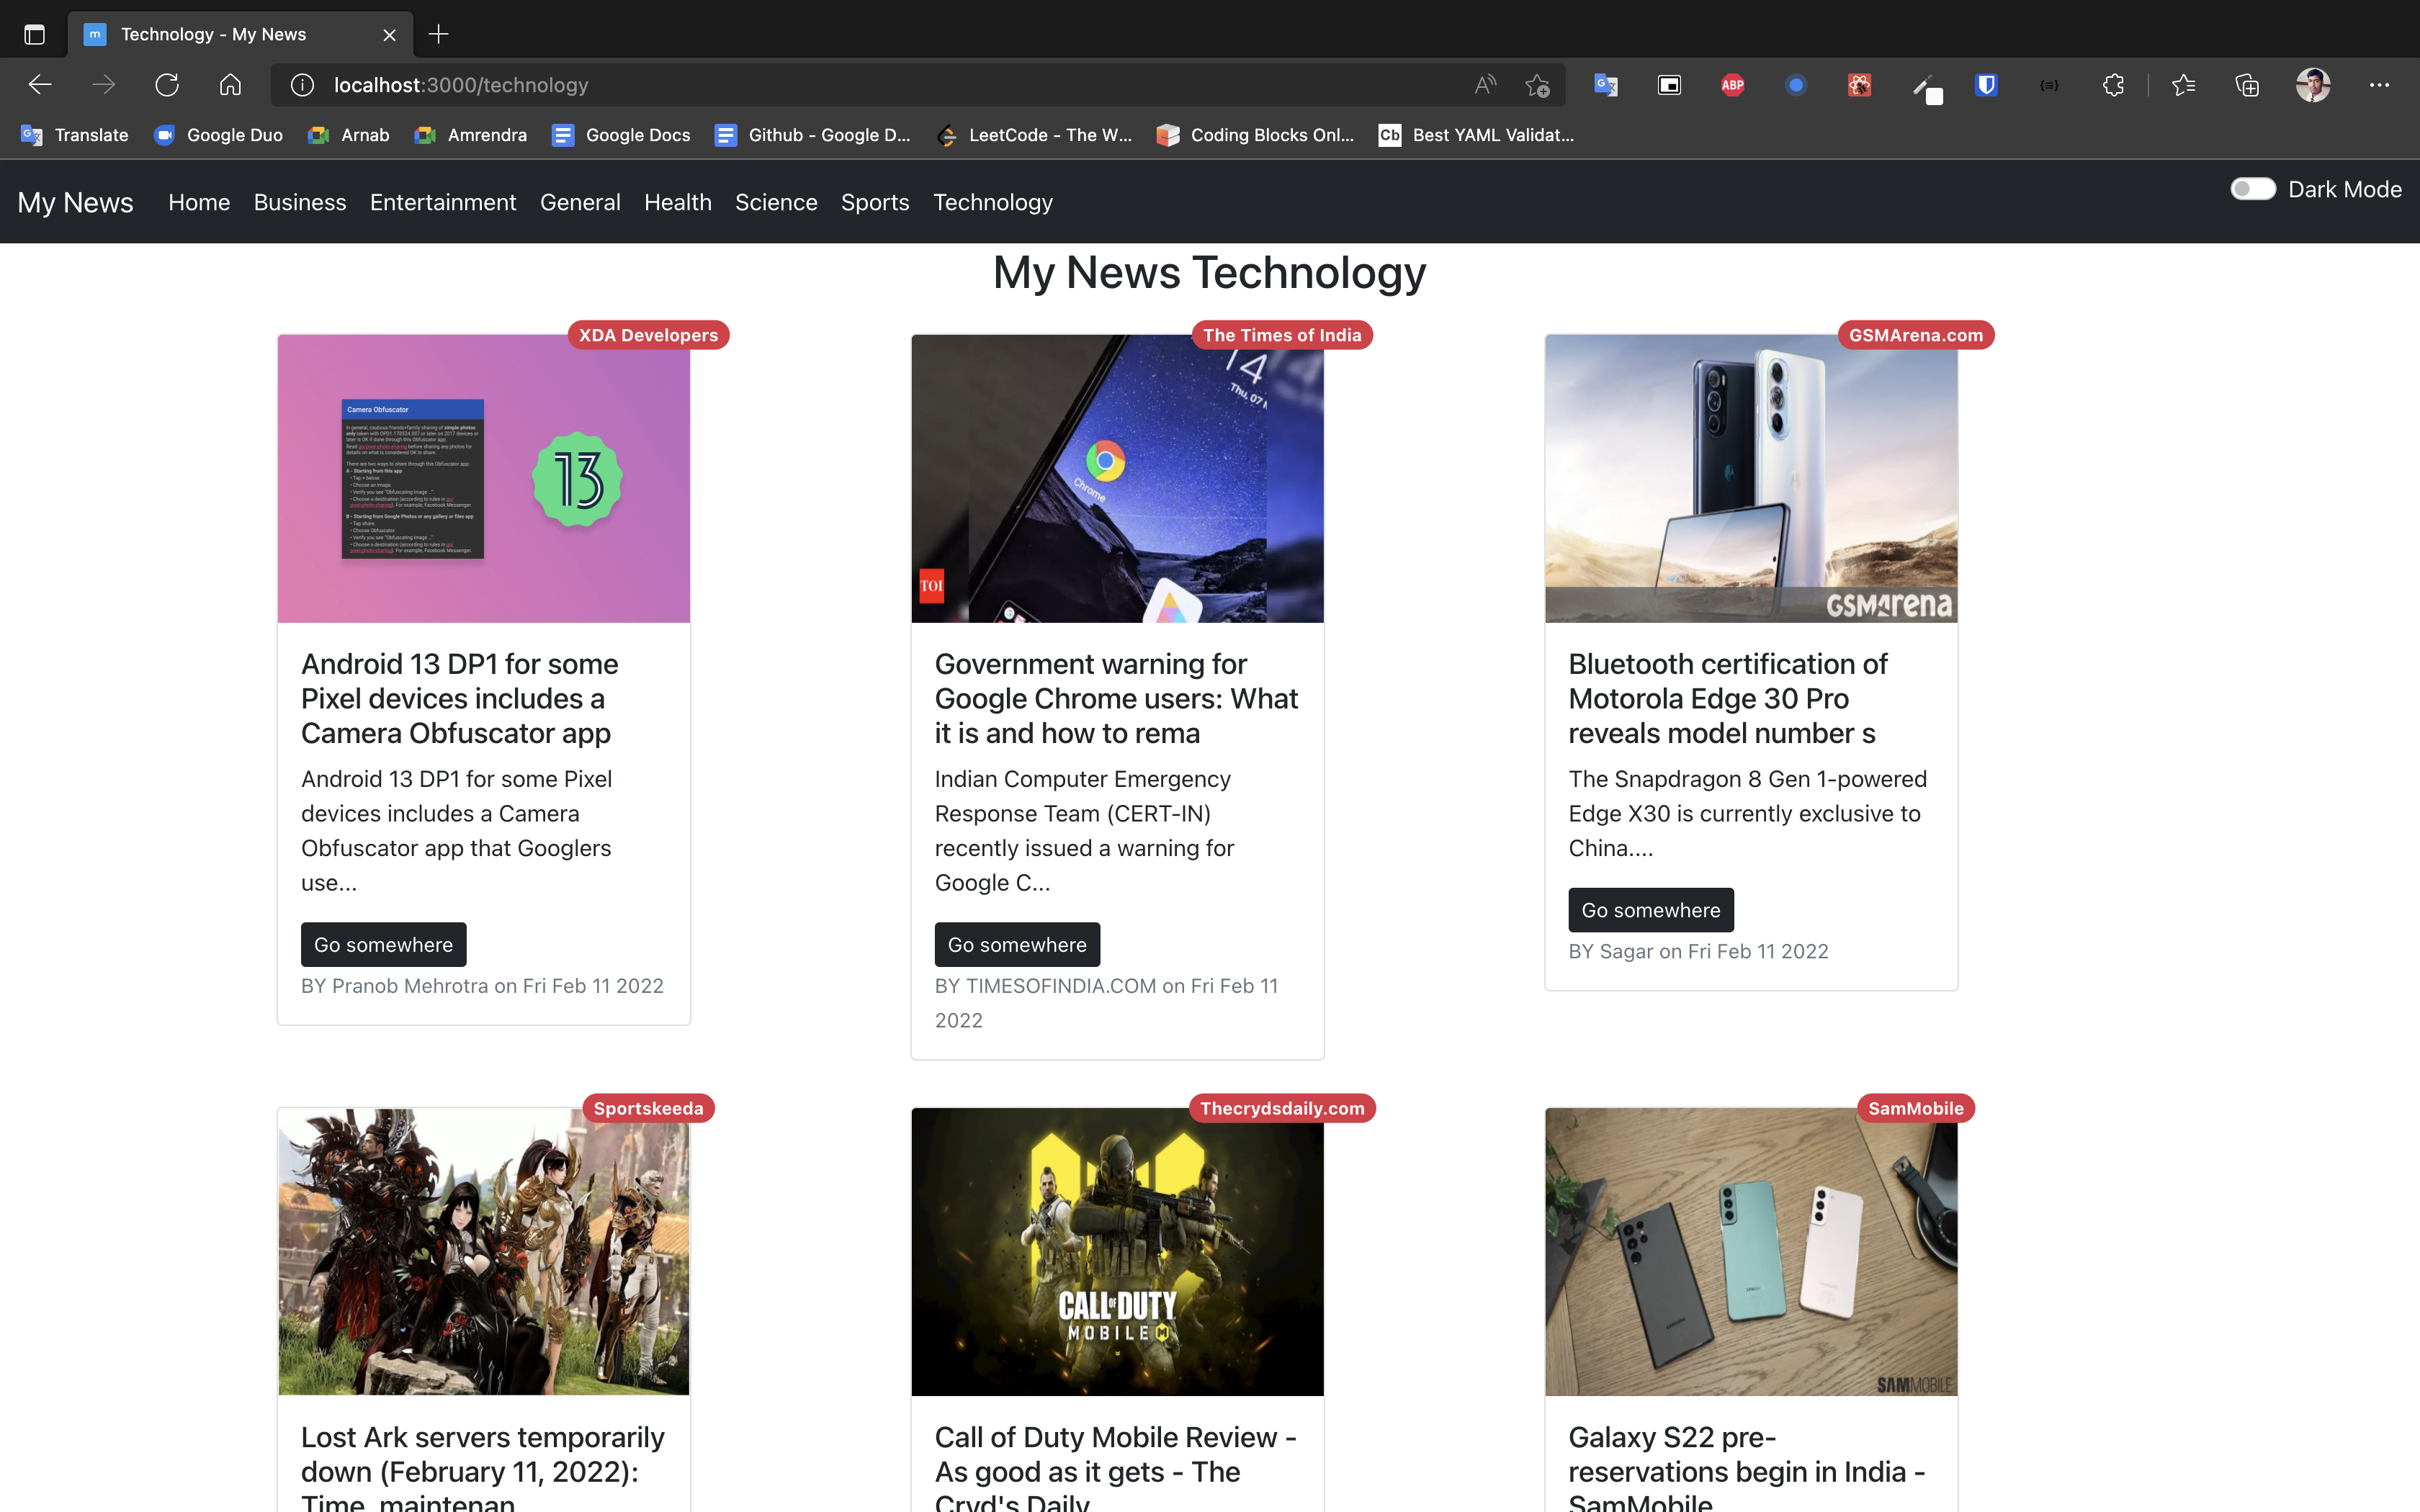 Technology - My News
localhost:3000/technology
ABP
Translate
Google Duo
Arnab
Amrendra
Google Docs
Github - Google D...
LeetCode - The W...
Coding Blocks Onl...
Cb
Best YAML Validat...
My News
Home
Business
Entertainment
General
Health
Science
Sports
Technology
Dark Mode
My News Technology
XDA Developers
Camera Obfuscator
13
Android 13 DP1 for some
Pixel devices includes a
Camera Obfuscator app
Android 13 DP1 for some Pixel
devices includes a Camera
Obfuscator app that Googlers
use...
Go somewhere
BY Pranob Mehrotra on Fri Feb 11 2022
The Times of India
14
Thu, 07
Chrome
TOI
Government warning for
Google Chrome users: What
it is and how to rema
Indian Computer Emergency
Response Team (CERT-IN)
recently issued a warning for
Google C...
Go somewhere
BY TIMESOFINDIA.COM on Fri Feb 11
2022
GSMArena.com
GSMArena
Bluetooth certification of
Motorola Edge 30 Pro
reveals model number s
The Snapdragon 8 Gen 1-powered
Edge X30 is currently exclusive to
China....
Go somewhere
BY Sagar on Fri Feb 11 2022
Sportskeeda
Lost Ark servers temporarily
down (February 11, 2022):
Time, maintenan
Thecrydsdaily.com
CALL OF DUTY
MOBILE
Call of Duty Mobile Review -
As good as it gets - The
Cryd's Daily
SamMobile
SAMMOBILE
Galaxy S22 pre-
reservations begin in India -
SamMobile